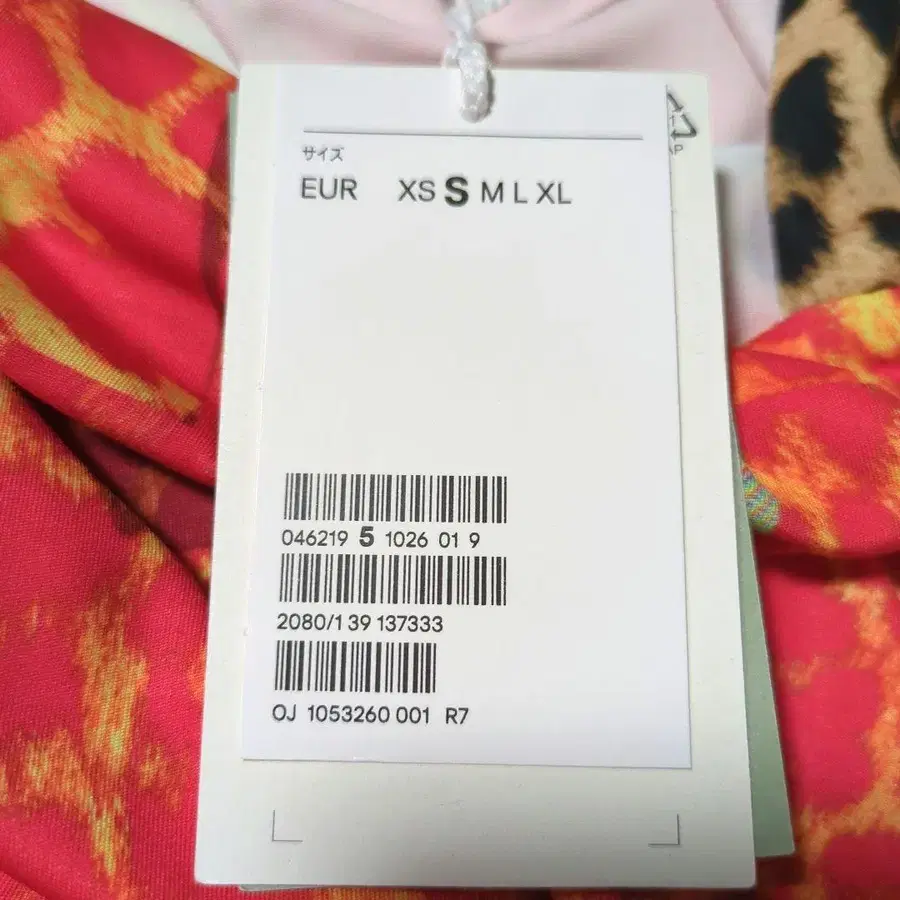 サイズ
EUR XS S M L XL
046219 5 1026 01 9
2080/1 39 137333
OJ 1053260 001 R7